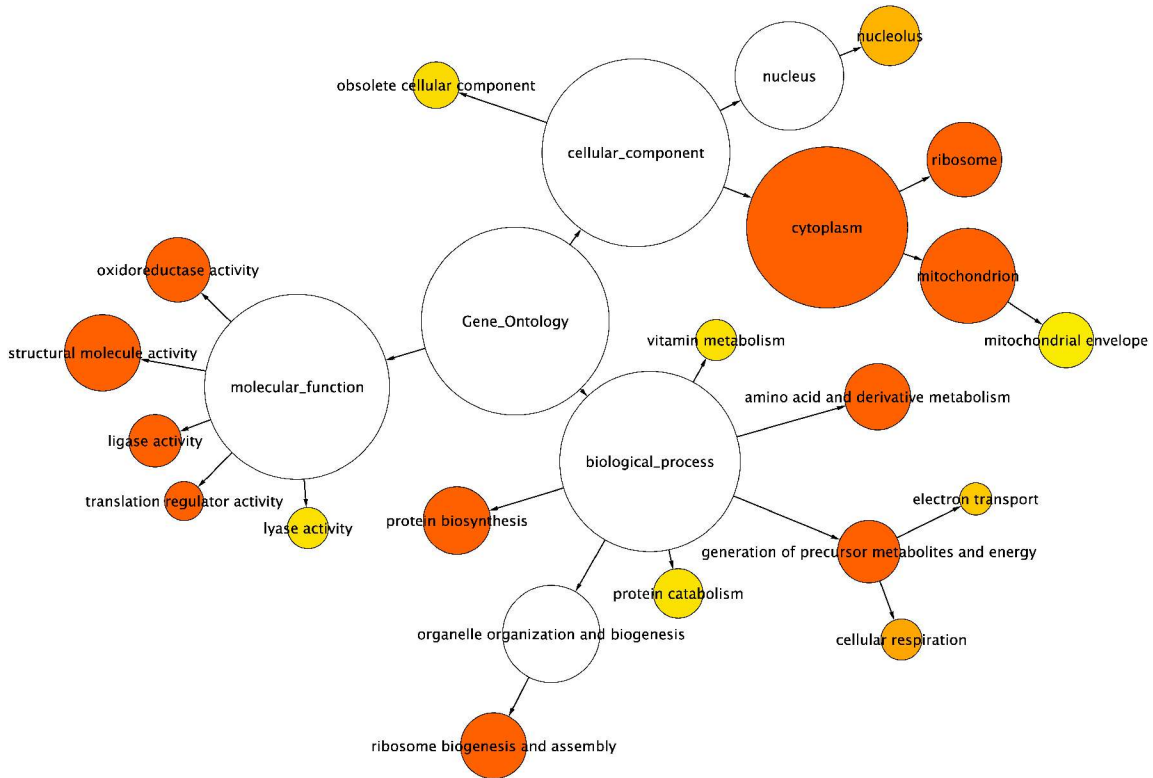 nucleolus
nucleus
obsolete cellular component
cellular_component
ribosome
cytoplasm
oxidoreductase activity
mitochondrion
Gene_Ontology
vitamin metabolism
mitochondrial envelope
structural molecule activity
molecular_function
amino acid and derivative metabolism
ligase activity
biological_process
translation regulator activity
electron transport
lyase activity
protein biosynthesis
generation of precursor metabolites and energy
protein catabolism
organelle organization and biogenesis
cellular respiration
ribosome biogenesis and assembly